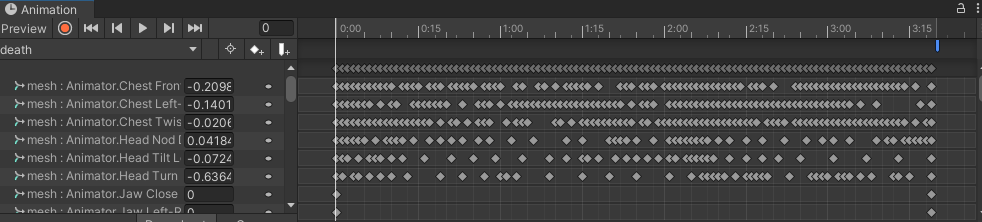 Animation
Preview 0 0:00 0:15 1:00 1:15 2:00 2:15 3:00 3:15
death
mesh : Animator.Chest Fron -0.2098
mesh : Animator.Chest Left- -0.1401
mesh : Animator.Chest Twis -0.0206
mesh : Animator.Head Nod D 0.04184
mesh : Animator.Head Tilt Le -0.0724
mesh : Animator.Head Turn -0.6364
mesh : Animator.Jaw Close 0
mesh : Animator.Jaw Left-R 0